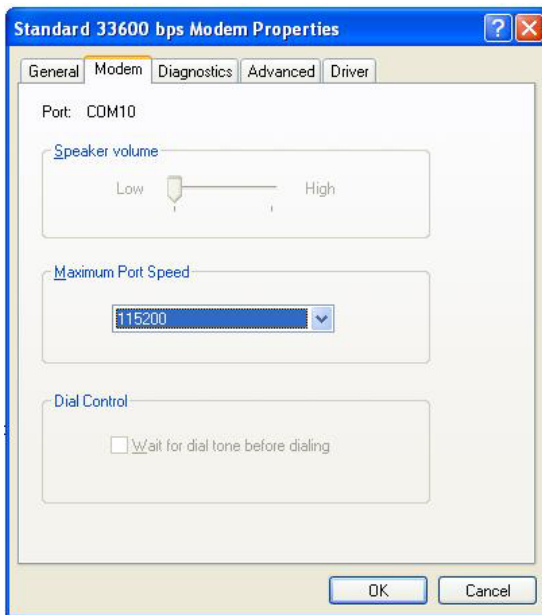 Standard 33600 bps Modem Properties
General Modem Diagnostics Advanced Driver
Port: COM10
Speaker volume
Low High
Maximum Port Speed
115200
Dial Control
Wait for dial tone before dialing
OK Cancel